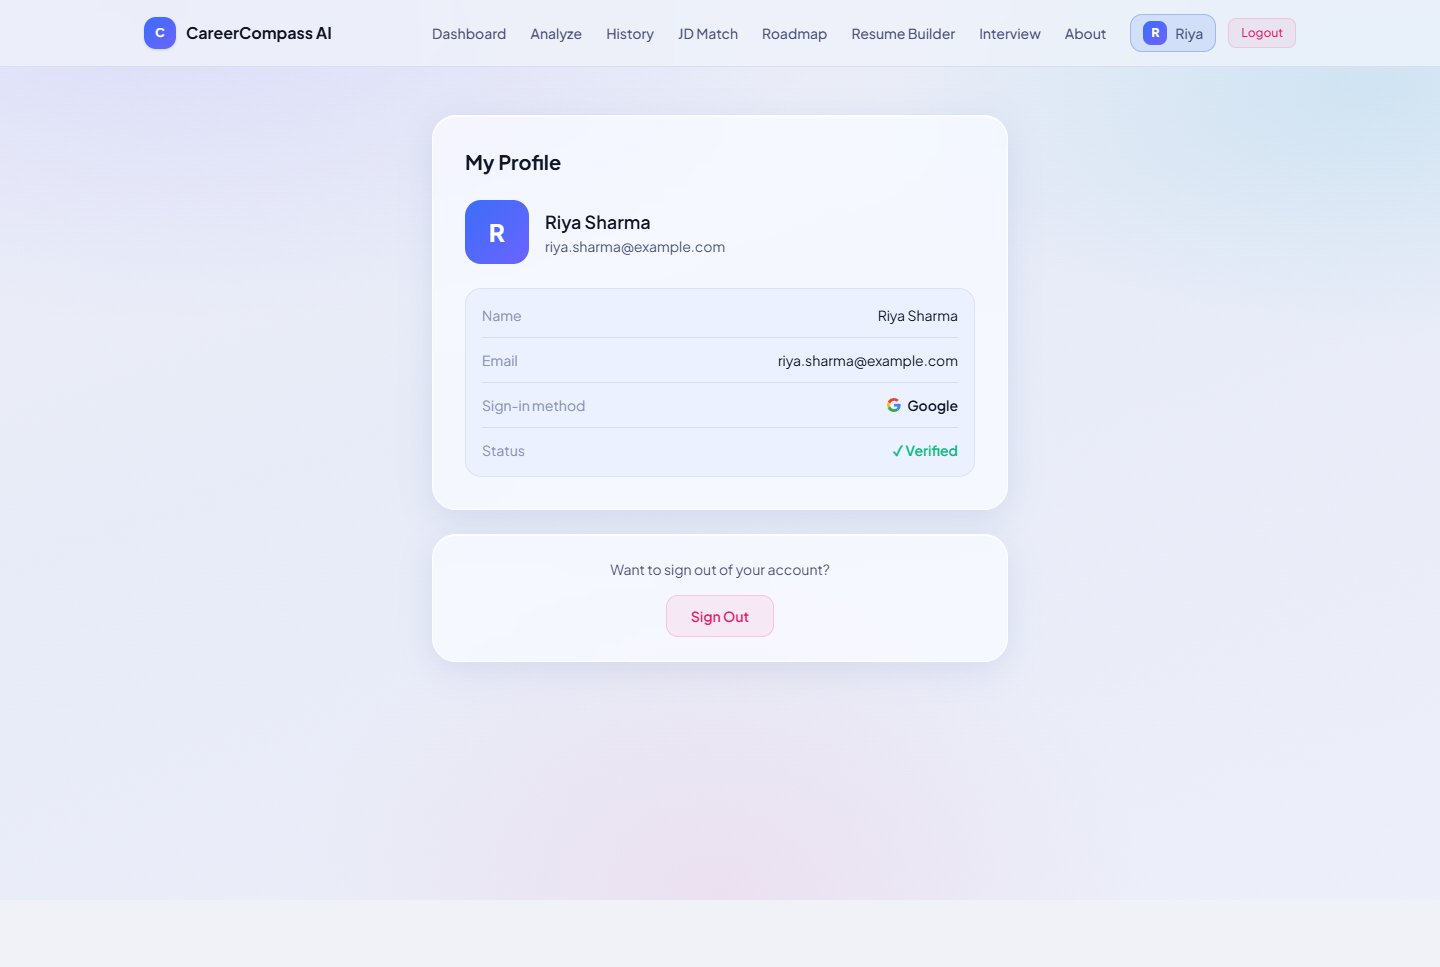 C CareerCompass AI Dashboard Analyze History JD Match Roadmap Resume Builder Interview About R Riya Logout
My Profile
R
Riya Sharma
riya.sharma@example.com
Name Riya Sharma
Email riya.sharma@example.com
Sign-in method Google
Status ✓ Verified
Want to sign out of your account?
Sign Out